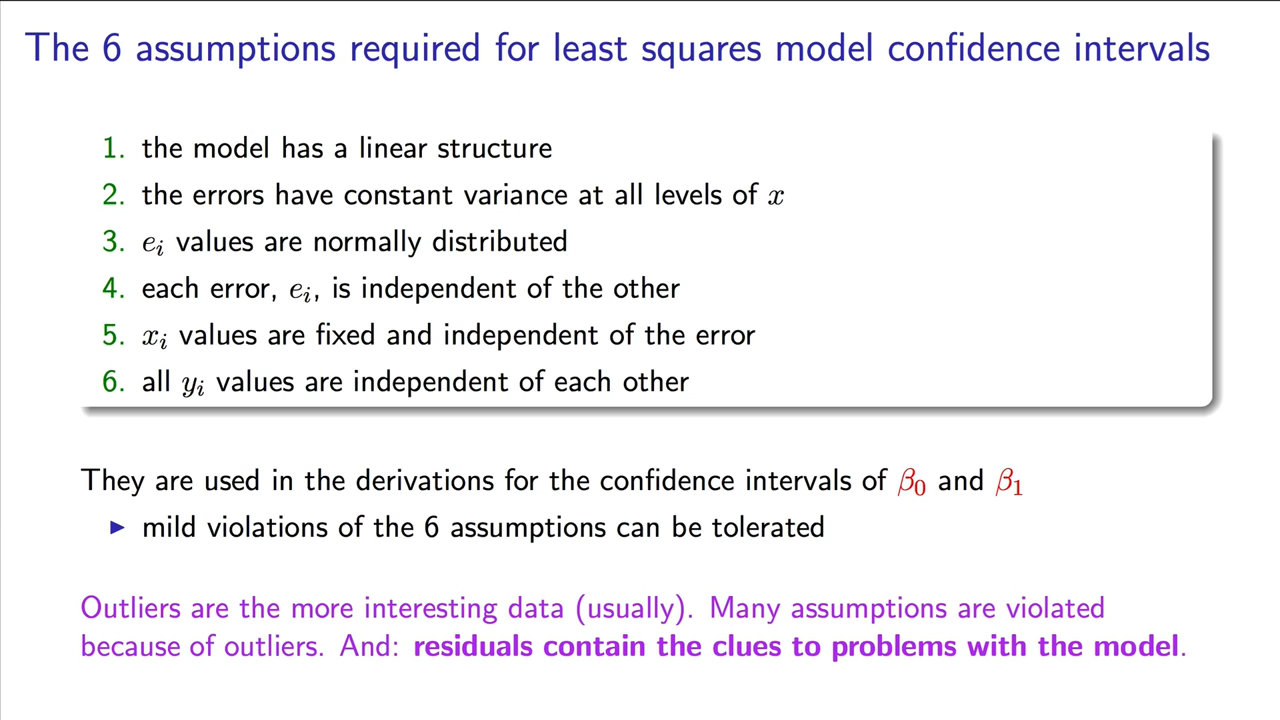 The 6 assumptions required for least squares model confidence intervals
1. the model has a linear structure
2. the errors have constant variance at all levels of x
3. eᵢ values are normally distributed
4. each error, eᵢ, is independent of the other
5. xᵢ values are fixed and independent of the error
6. all yᵢ values are independent of each other
They are used in the derivations for the confidence intervals of β₀ and β₁
▶ mild violations of the 6 assumptions can be tolerated
Outliers are the more interesting data (usually). Many assumptions are violated
because of outliers. And: residuals contain the clues to problems with the model.